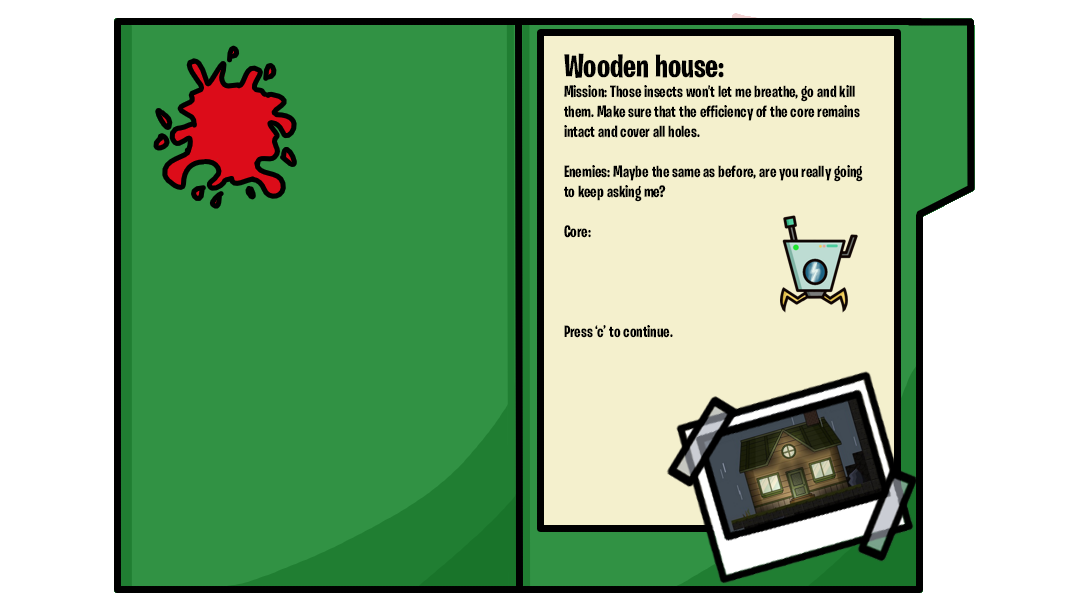 Wooden house:
Mission: Those insects won't let me breathe, go and kill
them. Make sure that the efficiency of the core remains
intact and cover all holes.
Enemies: Maybe the same as before, are you really going
to keep asking me?
Core:
Press 'c' to continue.